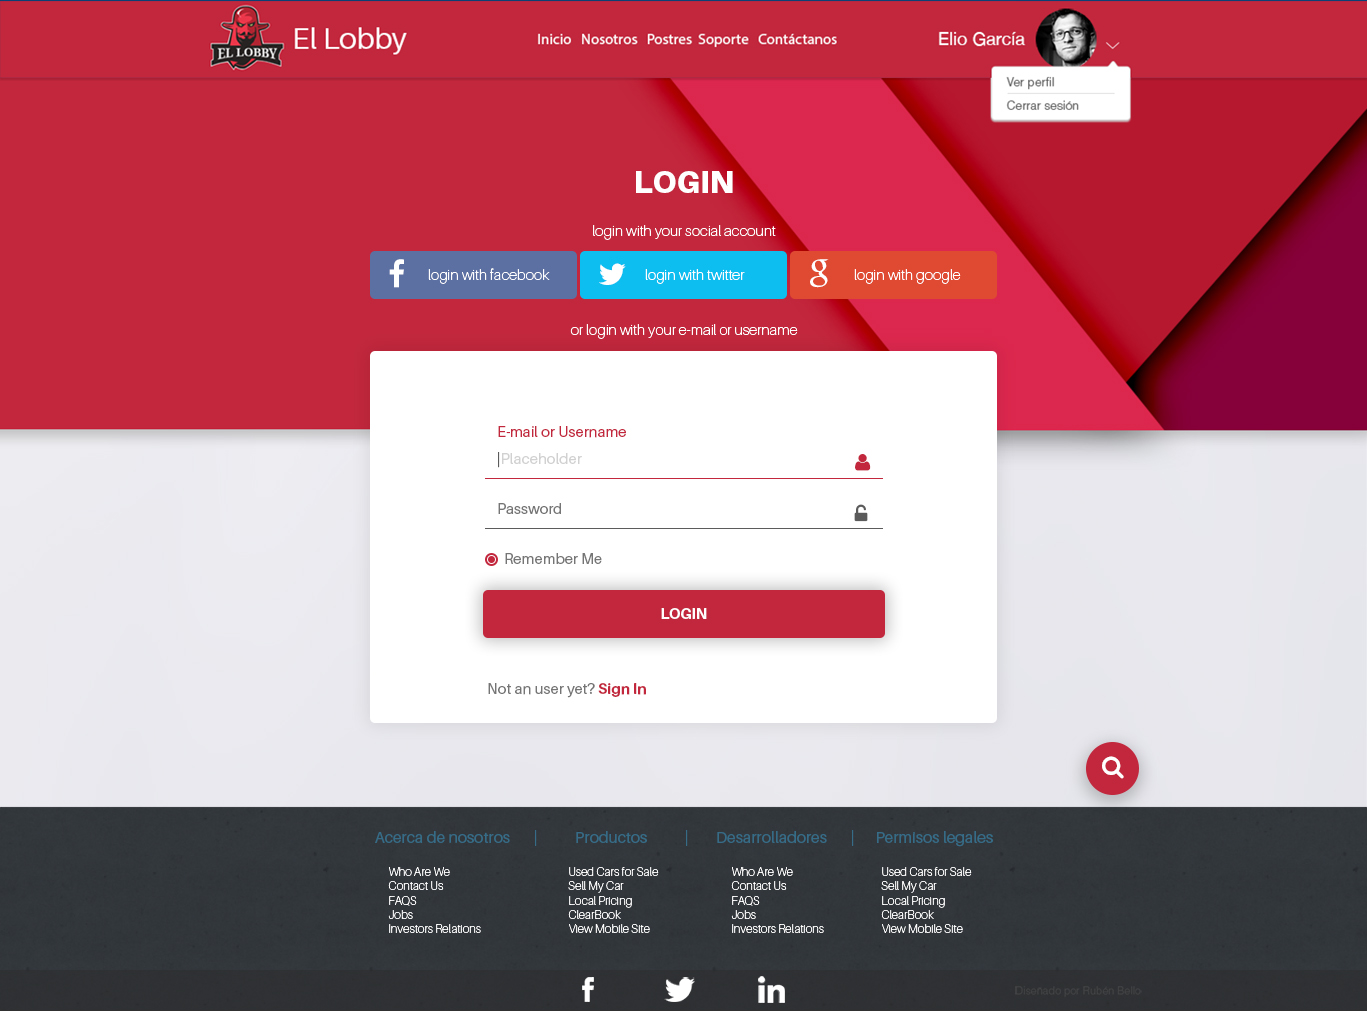 EL LOBBY
El Lobby
Inicio Nosotros Postres Soporte Contáctanos
Elio García
Ver perfil
Cerrar sesión
LOGIN
login with your social account
login with facebook
login with twitter
login with google
or login with your e-mail or username
E-mail or Username
Placeholder
Password
Remember Me
LOGIN
Not an user yet? Sign In
Acerca de nosotros | Productos | Desarrolladores | Permisos legales
Who Are We
Contact Us
FAQS
Jobs
Investors Relations
Used Cars for Sale
Sell My Car
Local Pricing
ClearBook
View Mobile Site
Who Are We
Contact Us
FAQS
Jobs
Investors Relations
Used Cars for Sale
Sell My Car
Local Pricing
ClearBook
View Mobile Site
Diseñado por Rubén Bello